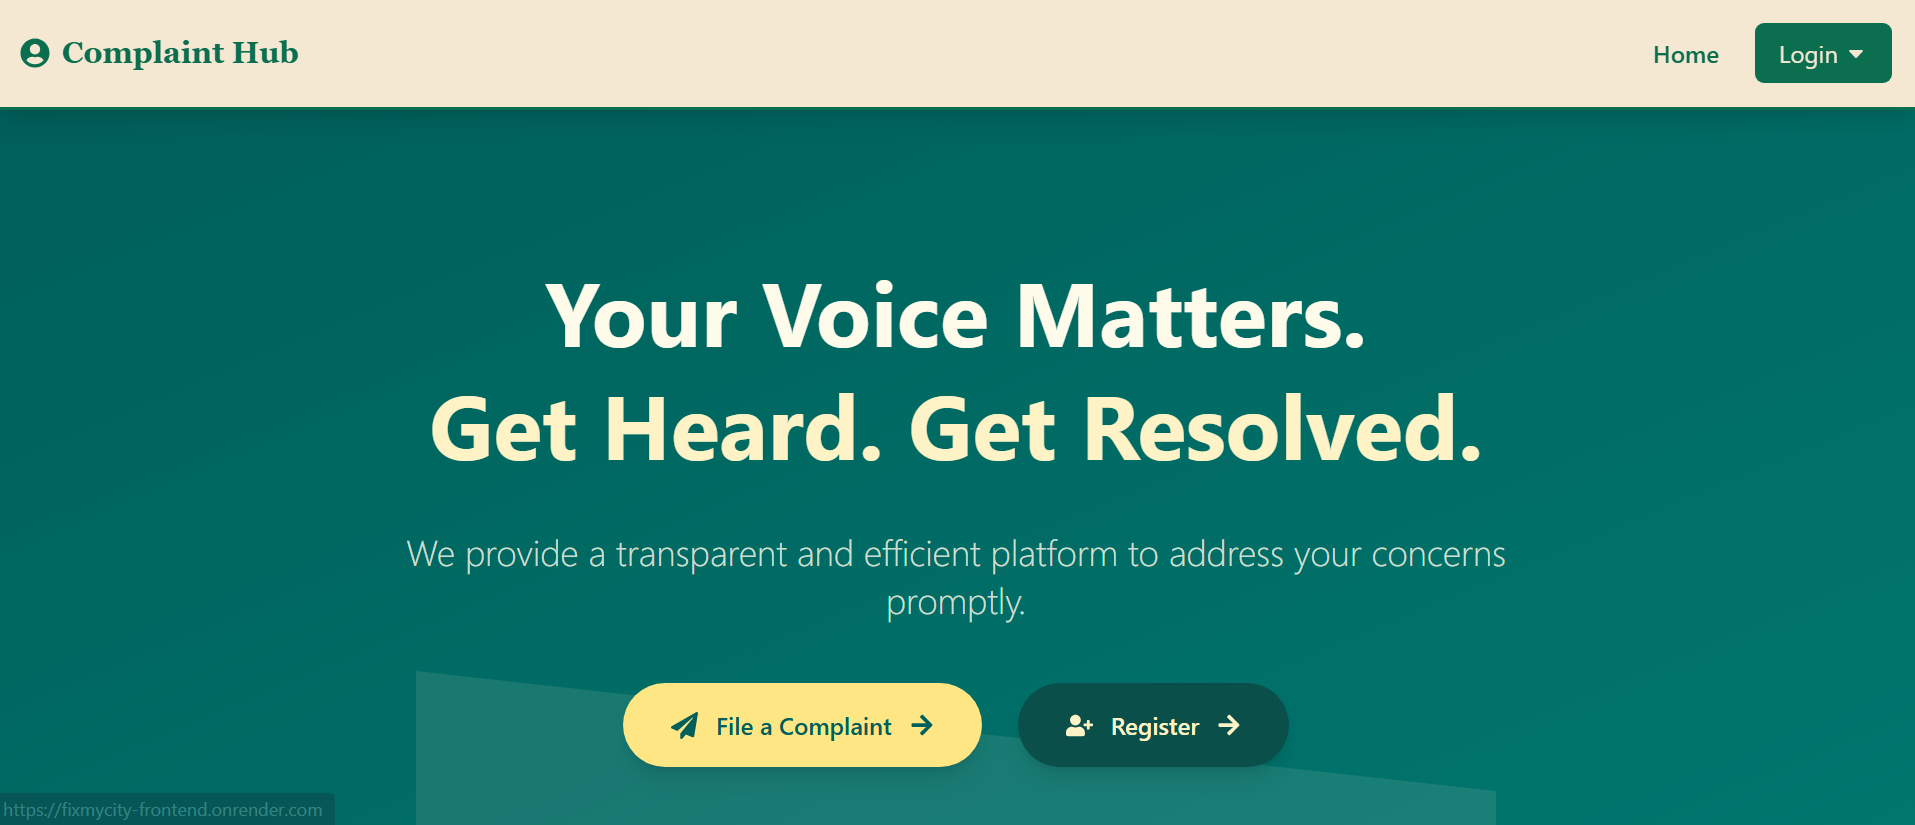 Complaint Hub
Home
Login
Your Voice Matters.
Get Heard. Get Resolved.
We provide a transparent and efficient platform to address your concerns
promptly.
File a Complaint
Register
https://fixmycity-frontend.onrender.com